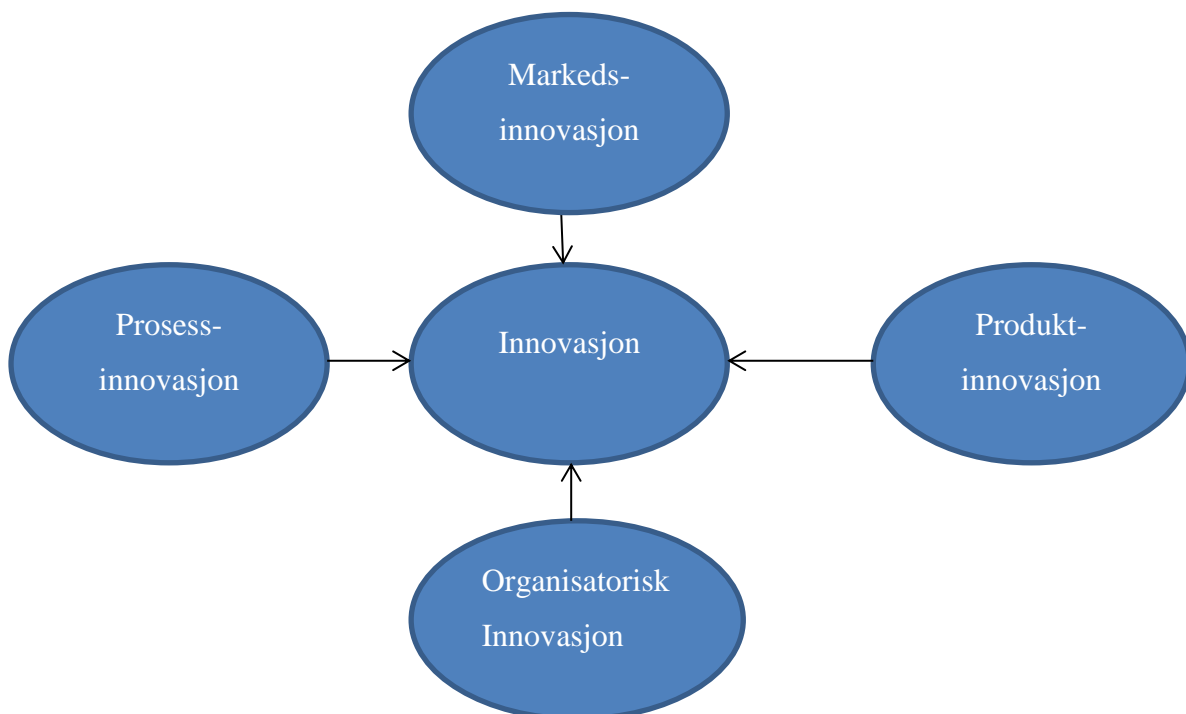 Markeds-
innovasjon
Prosess-
innovasjon
Innovasjon
Produkt-
innovasjon
Organisatorisk
Innovasjon